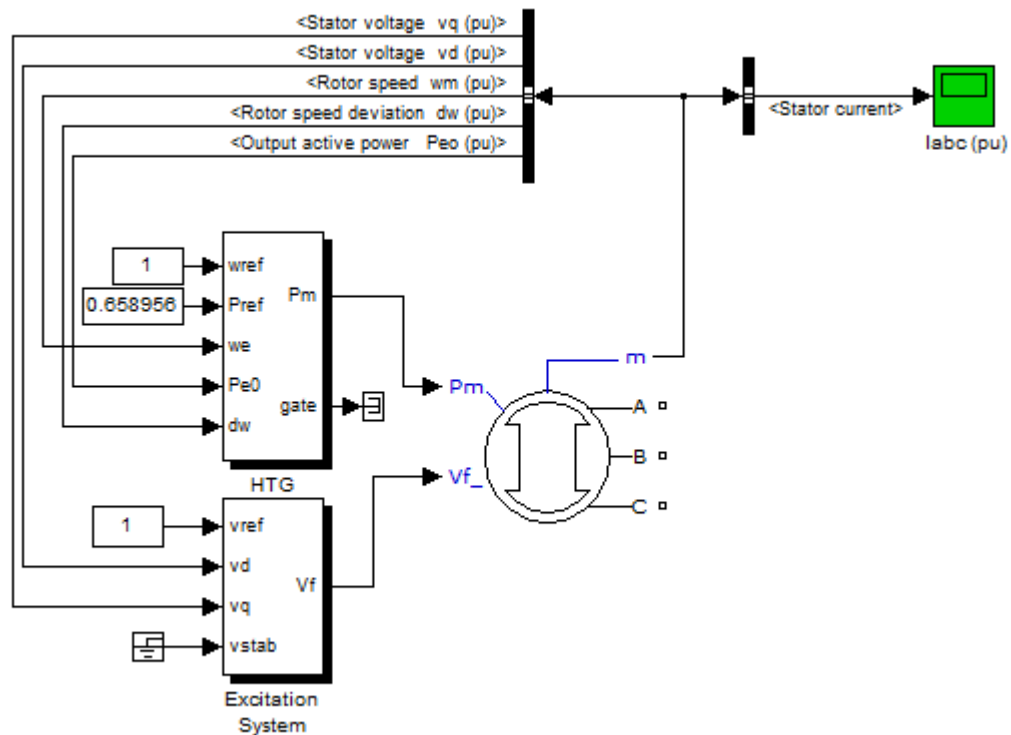 <Stator voltage vq (pu)>
<Stator voltage vd (pu)>
<Rotor speed wm (pu)>
<Rotor speed deviation dw (pu)>
<Output active power Peo (pu)>
<Stator current>
Iabc (pu)
1
wref
0.658956
Pref
Pm
we
Pe0
gate
dw
HTG
Pm
m
A
B
C
Vf_
1
vref
vd
Vf
vq
vstab
Excitation
System